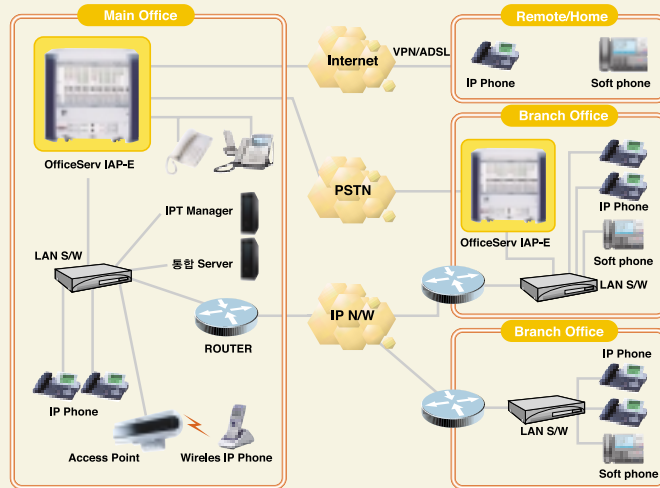 Main Office
OfficeServ IAP-E
IPT Manager
LAN S/W
통합 Server
ROUTER
IP Phone
Access Point
Wireles IP Phone
Internet
VPN/ADSL
PSTN
IP N/W
Remote/Home
IP Phone
Soft phone
Branch Office
IP Phone
OfficeServ IAP-E
Soft phone
LAN S/W
Branch Office
IP Phone
LAN S/W
Soft phone